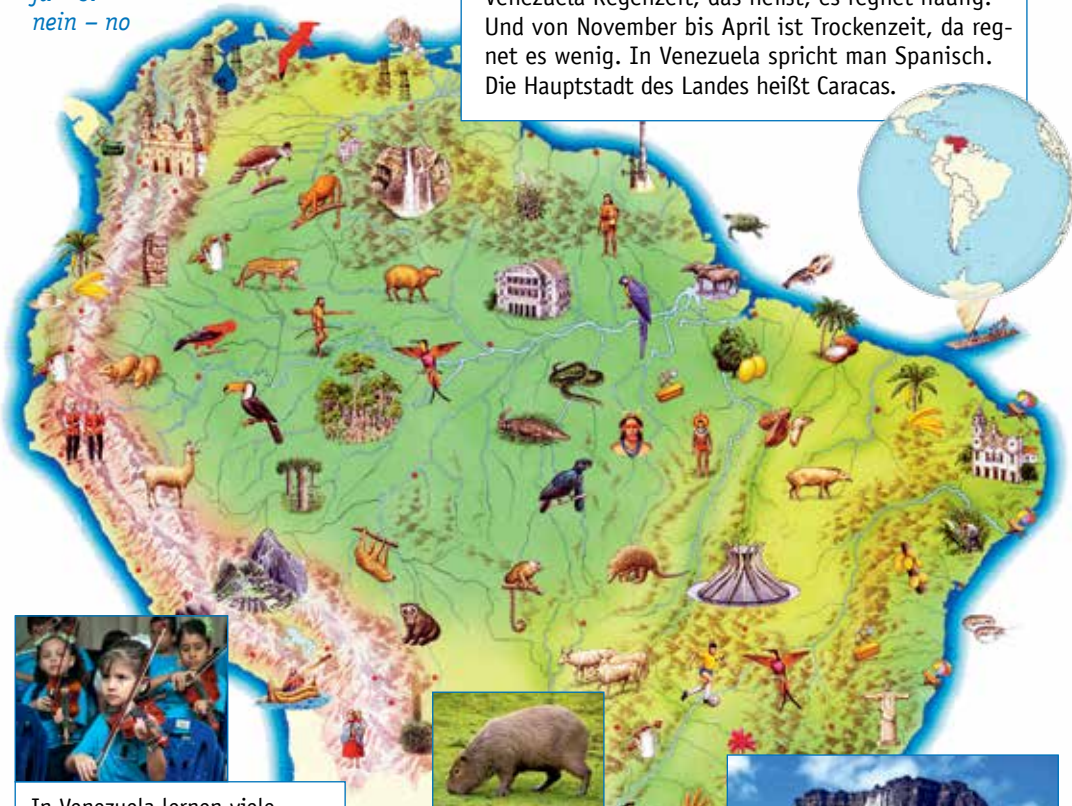 nein – no
Venezuela Regenzeit, das heißt, es regnet häufig.
Und von November bis April ist Trockenzeit, da reg-
net es wenig. In Venezuela spricht man Spanisch.
Die Hauptstadt des Landes heißt Caracas.
In Venezuela lernen viele